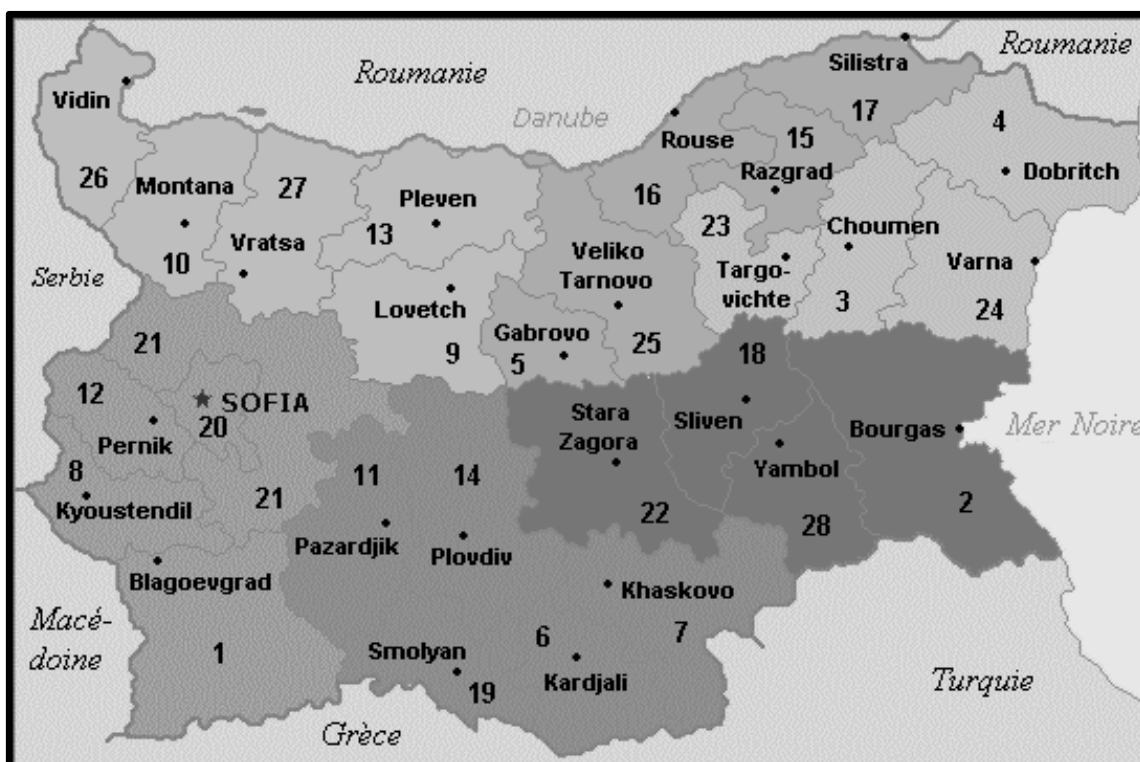 Roumanie
Roumanie
Silistra
Vidin
Danube
17
4
Rouse
15
26
Montana
27
Pleven
16
Razgrad
Dobritch
13
23
Choumen
Vratsa
Veliko
Tarnovo
10
Targo-
vichte
Varna
Serbie
Lovetch
3
24
21
Gabrovo
9
5
25
18
12
SOFIA
20
Pernik
Stara
Zagora
Sliven
Bourgas
Mer Noire
8
11
14
Yambol
Kyoustendil
21
22
28
2
Pazardjik
Plovdiv
Blagoevgrad
Khaskovo
Macé-
doine
1
Smolyan
6
7
19
Kardjali
Turquie
Grèce